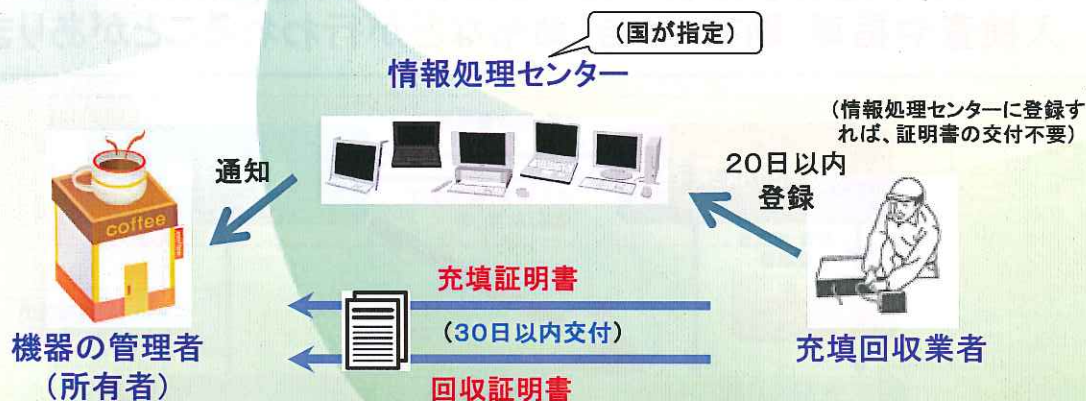 (国が指定)
情報処理センター
(情報処理センターに登録す
れば、証明書の交付不要)
通知
20日以内
登録
coffee
充填証明書
(30日以内交付)
回収証明書
機器の管理者
(所有者)
充填回収業者